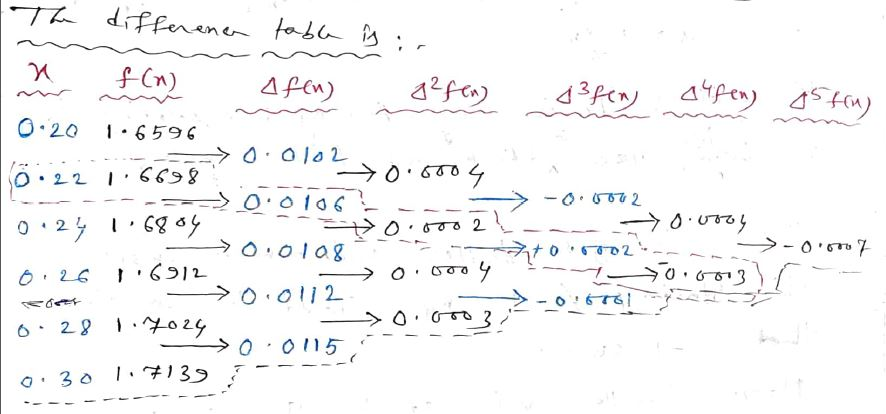 The difference table is :-
x f(x) Δf(x) Δ²f(x) Δ³f(x) Δ⁴f(x) Δ⁵f(x)
0.20 1.6596
0.0102
0.22 1.6698 0.0004
0.0106 -0.0002
0.24 1.6804 0.0002 0.0004
0.0108 +0.0002 -0.0007
0.26 1.6912 0.0004 -0.0003
0.0112 -0.0001
0.28 1.7024 0.0003
0.0115
0.30 1.7139